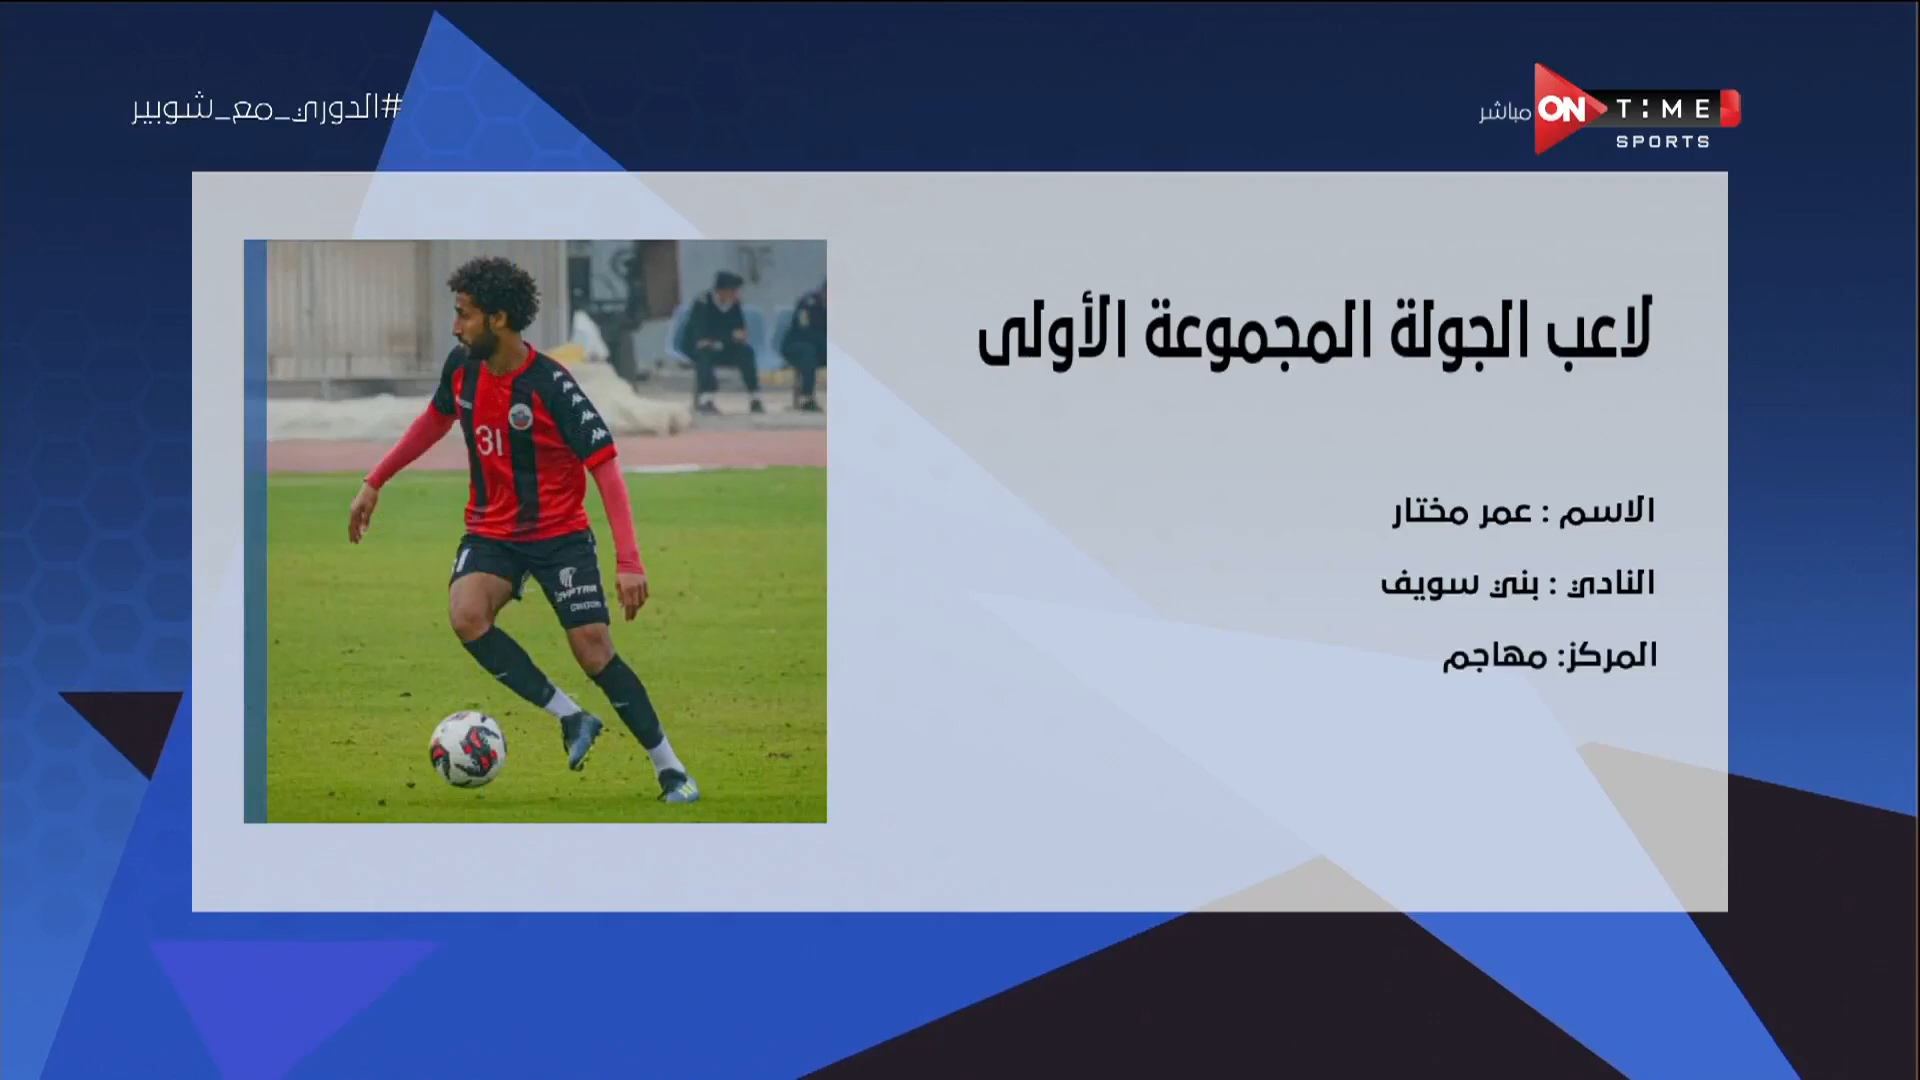 #الدوري_مع_شوبير
مباشر
ON TIME
SPORTS
لاعب الجولة المجموعة الأولى
الاسم : عمر مختار
النادي : بني سويف
المركز: مهاجم
31